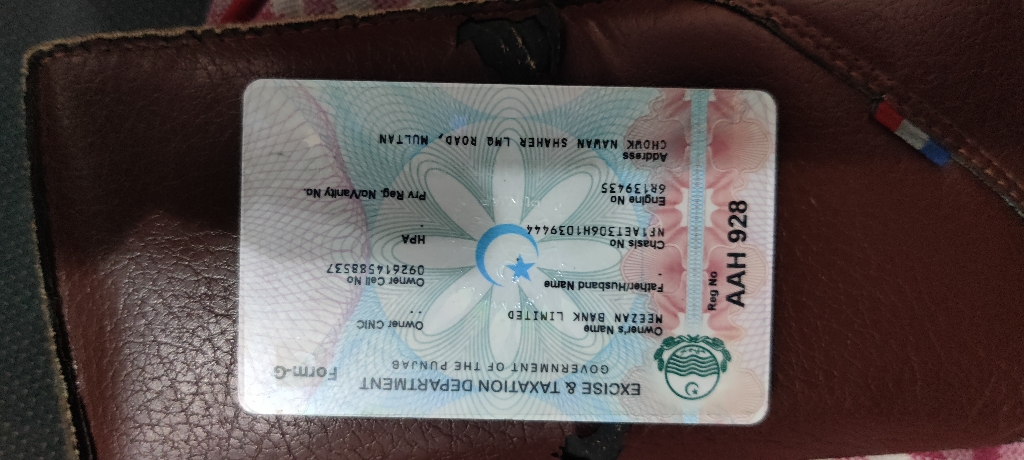 EXCISE & TAXATION DEPARTMENT
GOVERNMENT OF THE PUNJAB
Form-G
Reg No
AAH 928
Owner's Name
MEEZAN BANK LIMITED
Owner CNIC
. .
Father/Husband Name
.
Owner Cell No
092614588537
Chasis No
NF1AET3D6H1039444
HPA
.
Engine No
6R139435
Prv Reg. No/Vanity No.
Address
CHOWK NAWAN SHAHER LMQ ROAD, MULTAN